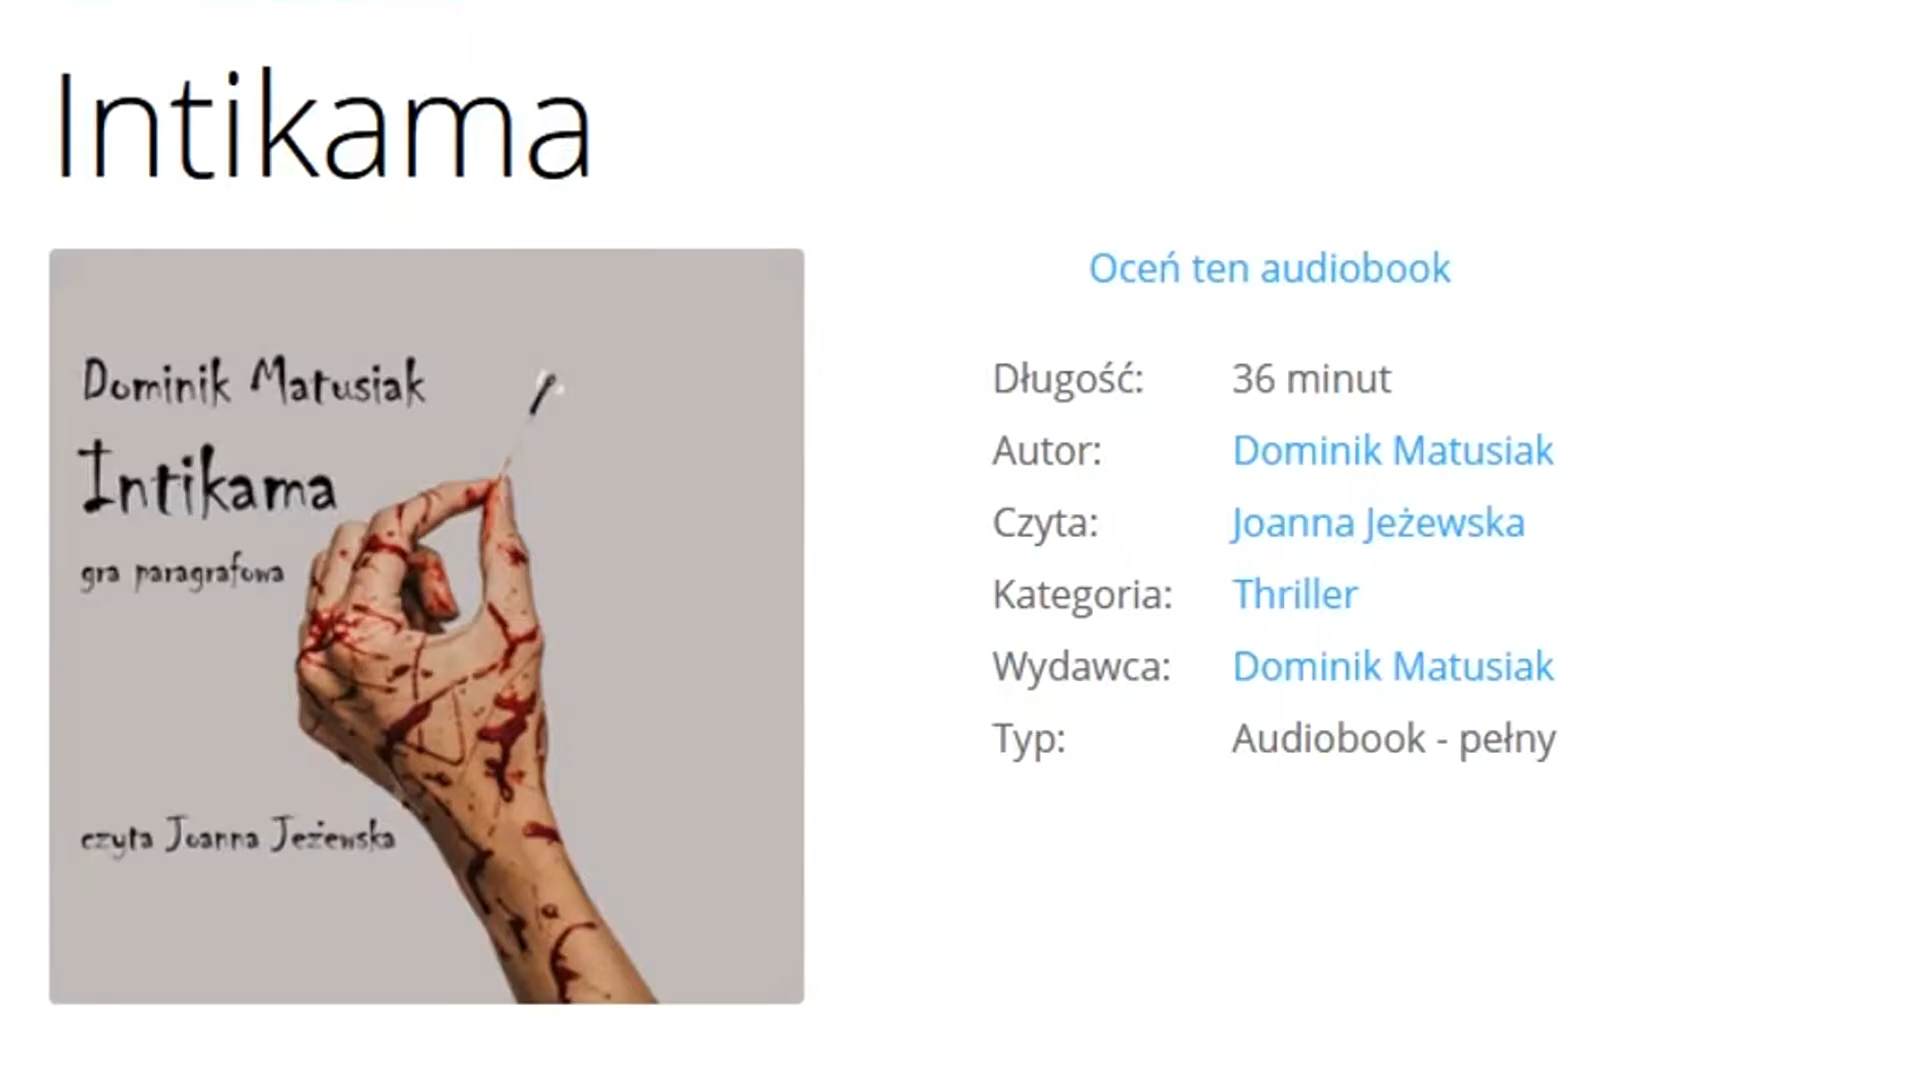 Intikama
Dominik Matusiak
Intikama
gra paragrafowa
czyta Joanna Jeżewska
Oceń ten audiobook
Długość: 36 minut
Autor: Dominik Matusiak
Czyta: Joanna Jeżewska
Kategoria: Thriller
Wydawca: Dominik Matusiak
Typ: Audiobook - pełny